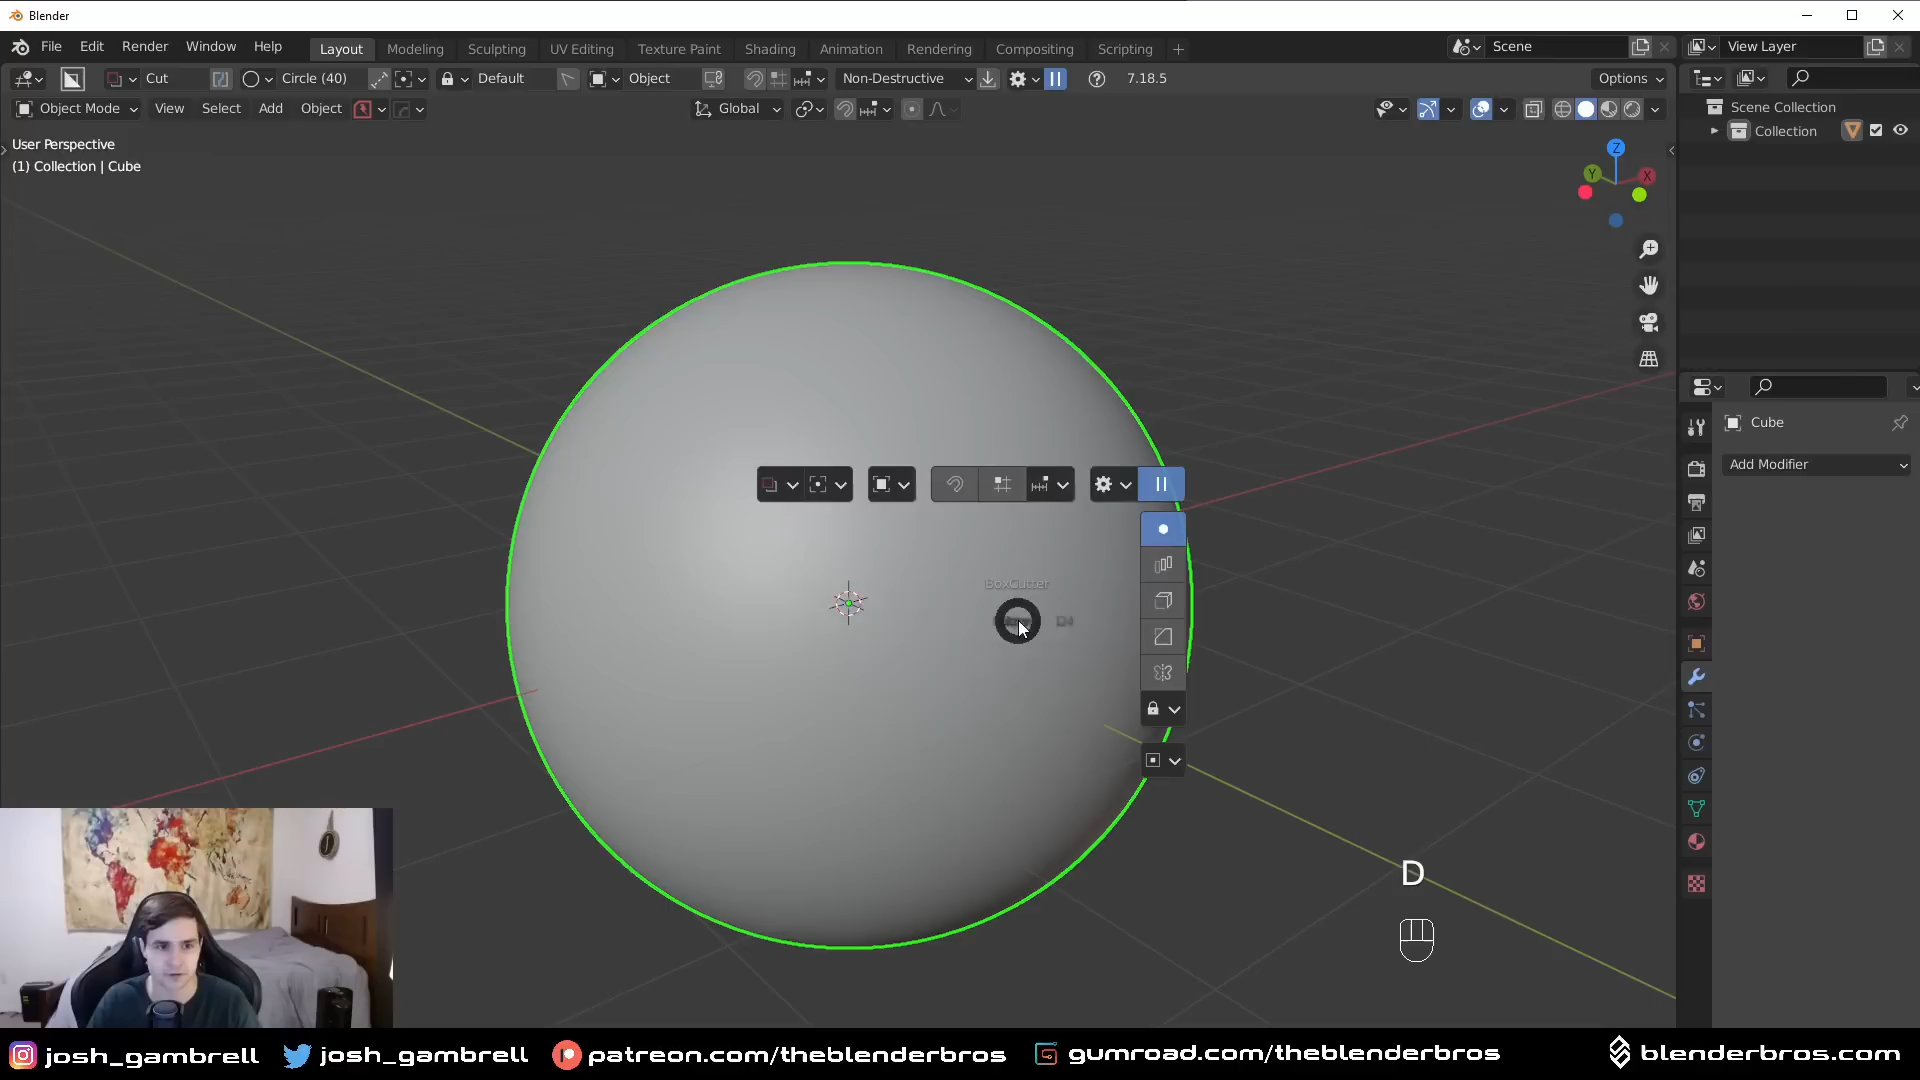 Blender
File Edit Render Window Help
Layout Modeling Sculpting UV Editing Texture Paint Shading Animation Rendering Compositing Scripting
Scene
View Layer
Cut
Circle (40)
Default
Object
Non-Destructive
7.18.5
Options
Object Mode View Select Add Object
Global
User Perspective
(1) Collection | Cube
Z
Y
X
Scene Collection
Collection
Cube
Add Modifier
BoxCutter
D
josh_gambrell
josh_gambrell
patreon.com/theblenderbros
gumroad.com/theblenderbros
blenderbros.com